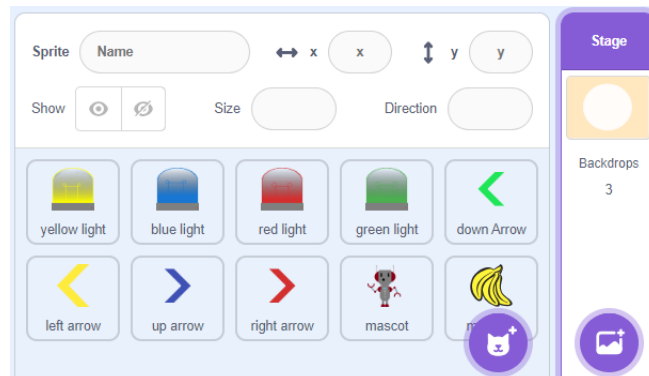 Sprite Name x x y y
Show Size Direction
Stage
Backdrops
3
yellow light blue light red light green light down Arrow
left arrow up arrow right arrow mascot